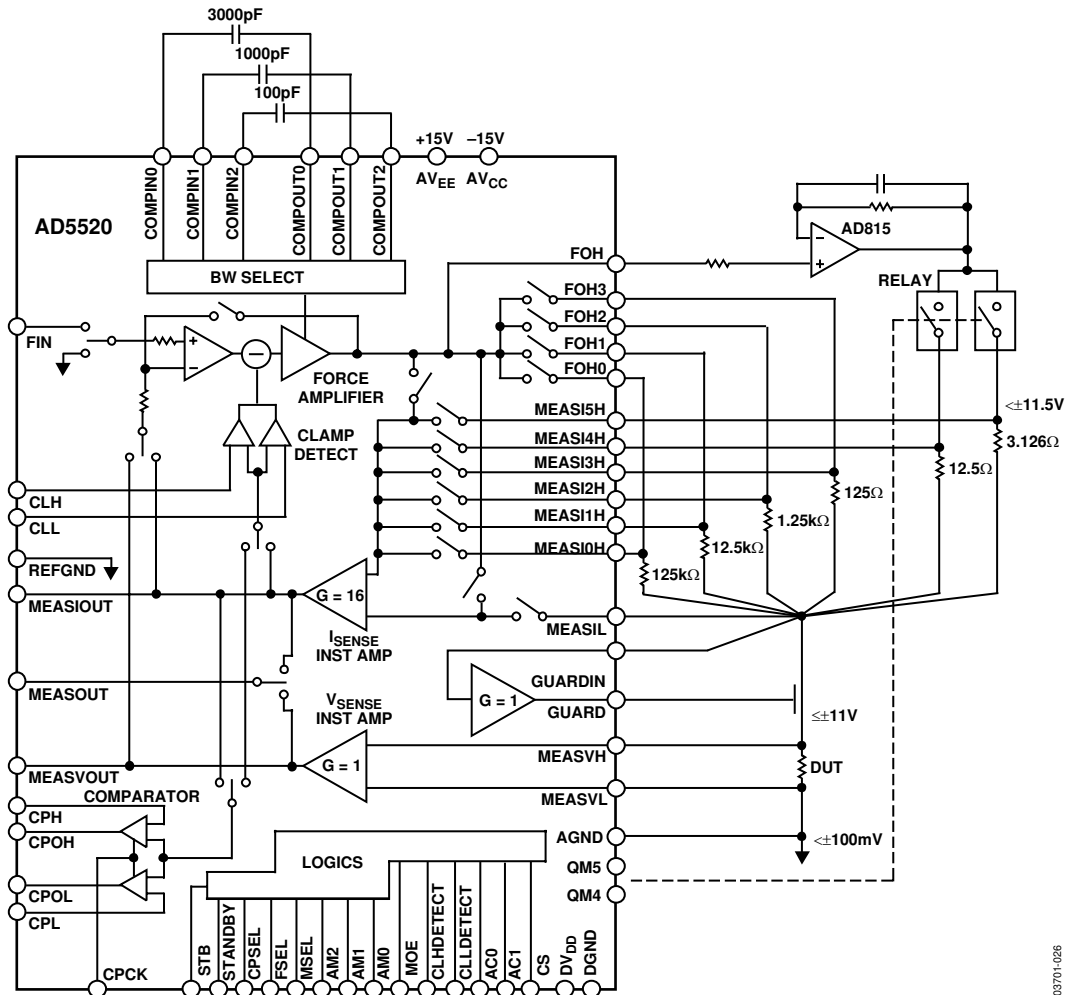 3000pF
1000pF
100pF
+15V
–15V
AVEE
AVCC
COMPIN0
COMPIN1
COMPIN2
COMPOUT0
COMPOUT1
COMPOUT2
AD5520
BW SELECT
AD815
FOH
RELAY
FOH3
FOH2
FOH1
FOH0
FIN
FORCE
AMPLIFIER
CLAMP
DETECT
MEASI5H
MEASI4H
MEASI3H
MEASI2H
MEASI1H
MEASI0H
<±11.5V
3.126Ω
12.5Ω
125Ω
1.25kΩ
12.5kΩ
125kΩ
CLH
CLL
REFGND
MEASIOUT
G = 16
ISENSE
INST AMP
MEASIL
GUARDIN
GUARD
G = 1
<±11V
MEASOUT
VSENSE
INST AMP
MEASVH
G = 1
DUT
MEASVOUT
MEASVL
COMPARATOR
CPH
CPOH
AGND
<±100mV
LOGICS
QM5
QM4
CPOL
CPL
CPCK
STB
STANDBY
CPSEL
FSEL
MSEL
AM2
AM1
AM0
MOE
CLHDETECT
CLLDETECT
AC0
AC1
CS
DVDD
DGND
03701-026